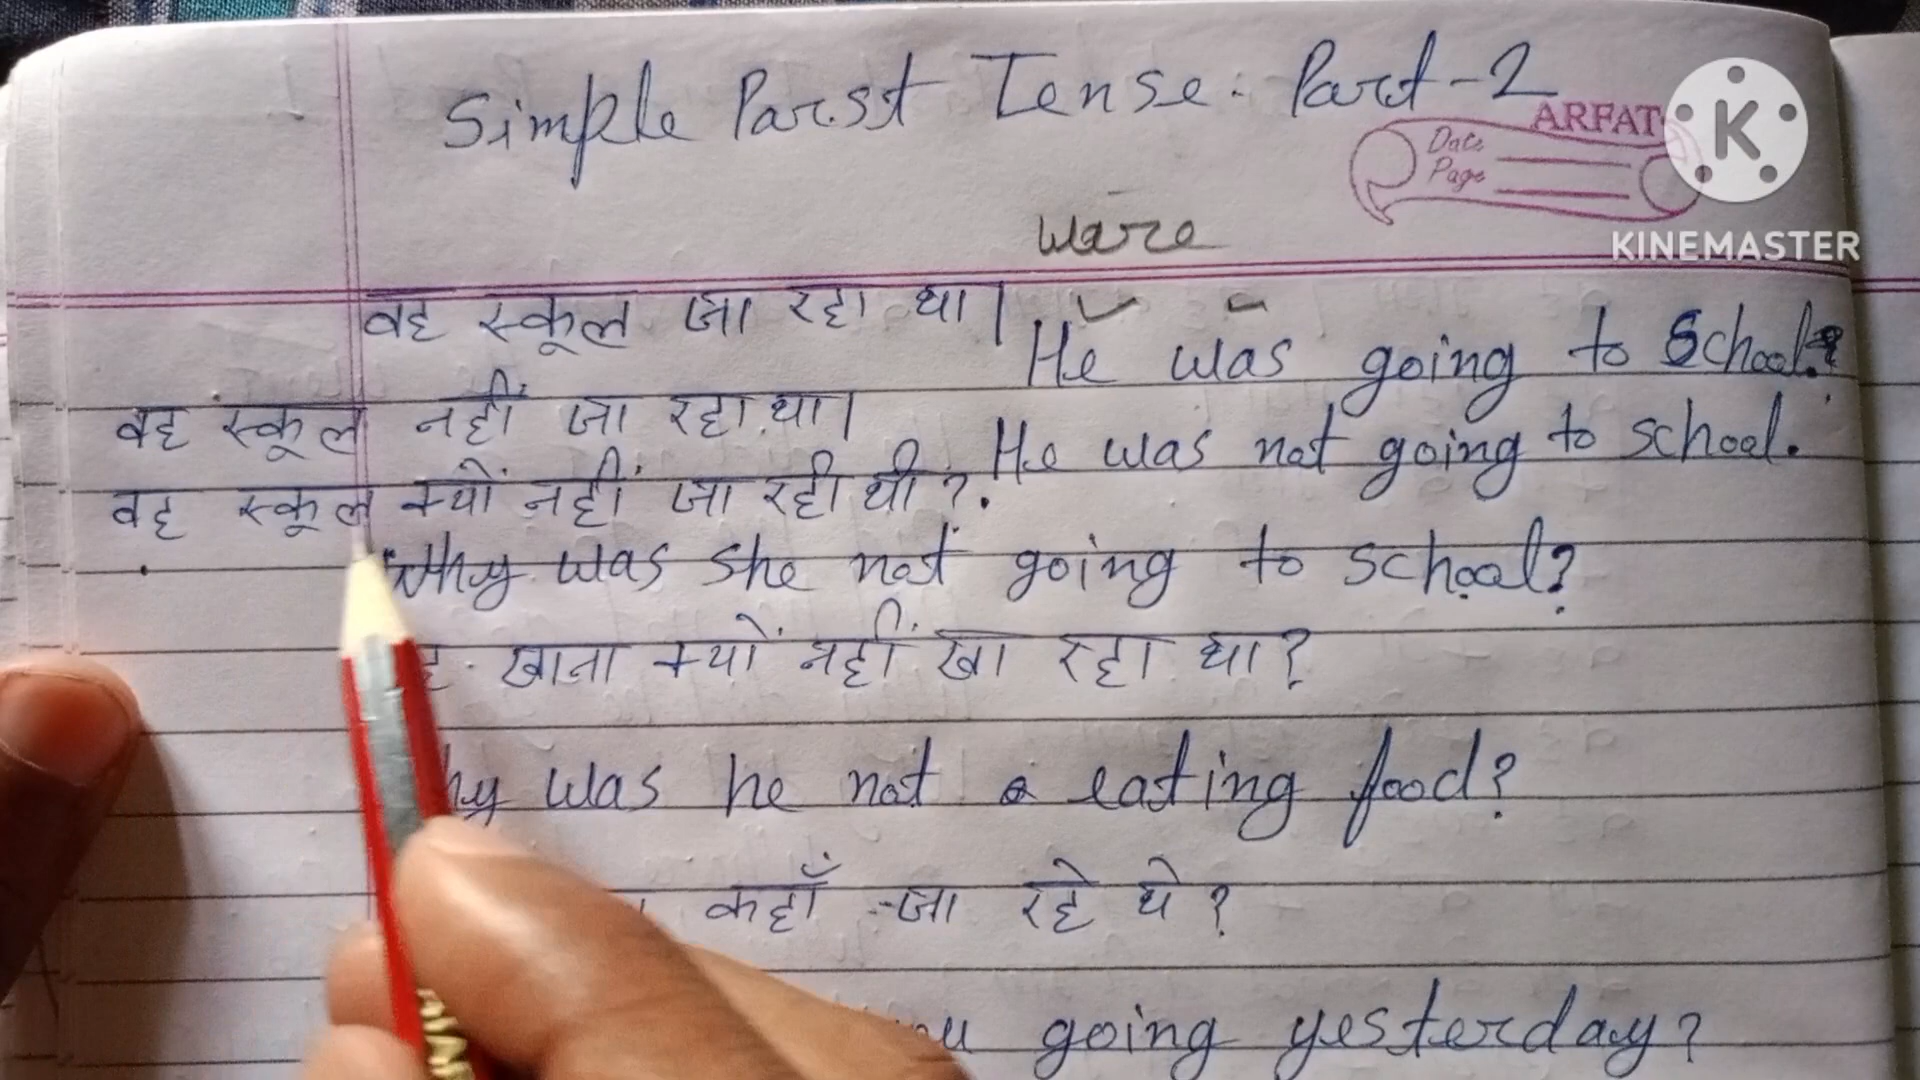 Simple Parst Tense. Part-2
ARFAT
Date
Page
KINEMASTER
Ware
वह स्कूल जा रहा था। He was going to School.
वह स्कूल नहीं जा रहा था। He was not going to school.
वह स्कूल क्यों नहीं जा रही थी?
Why was she not going to school?
खाना क्यों नहीं खा रहा था?
was he not eating food?
कहाँ जा रहे थे?
going yesterday?